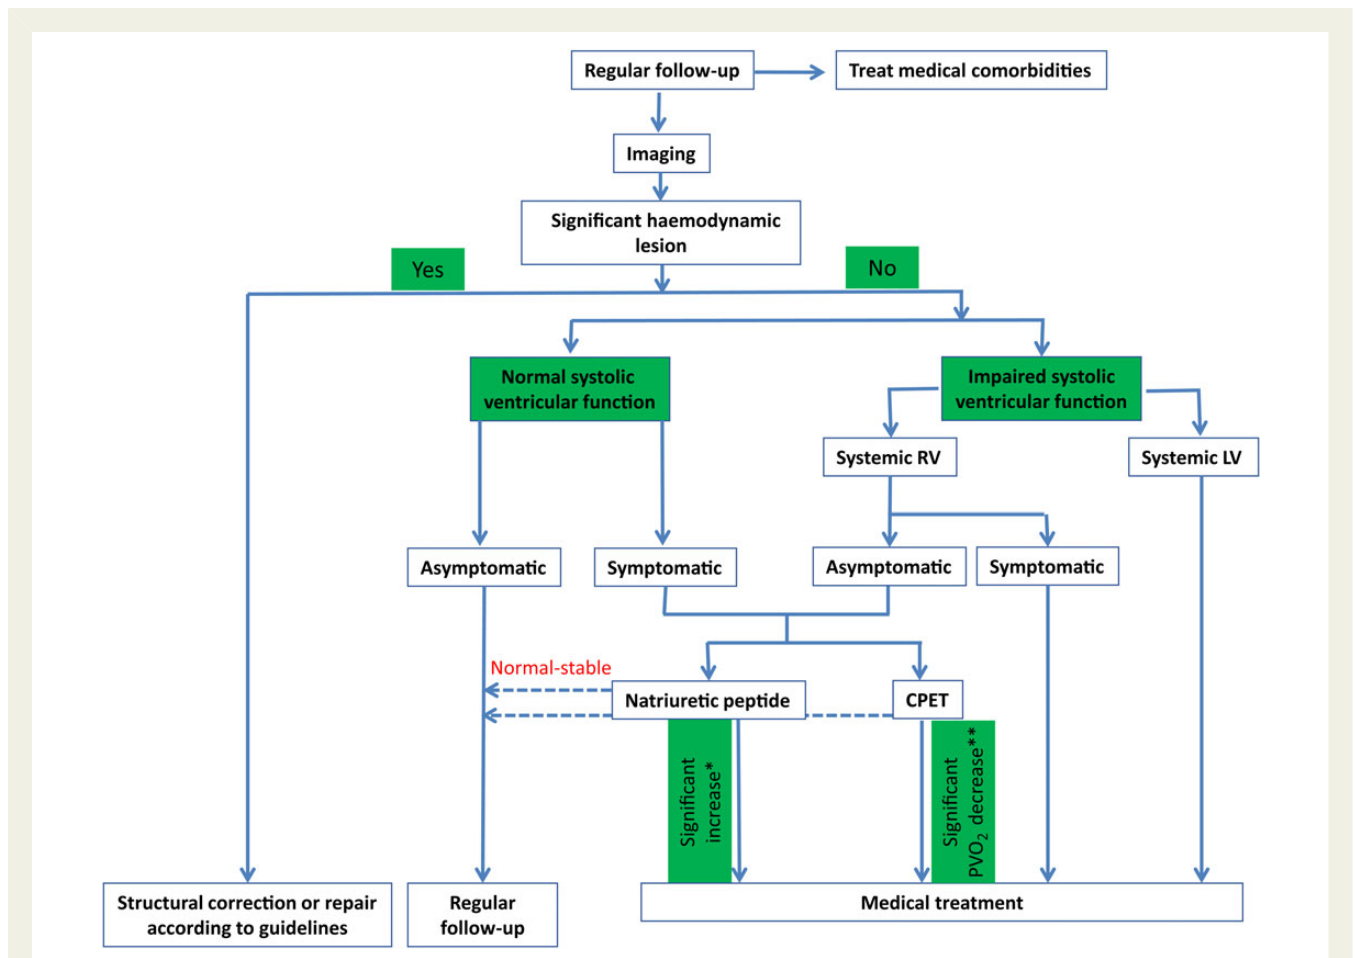 Regular follow-up
Treat medical comorbidities
Imaging
Significant haemodynamic
lesion
Yes
No
Normal systolic
ventricular function
Impaired systolic
ventricular function
Systemic RV
Systemic LV
Asymptomatic
Symptomatic
Asymptomatic
Symptomatic
Normal-stable
Natriuretic peptide
CPET
Significant
increase*
Significant
PVO₂ decrease**
Structural correction or repair
according to guidelines
Regular
follow-up
Medical treatment